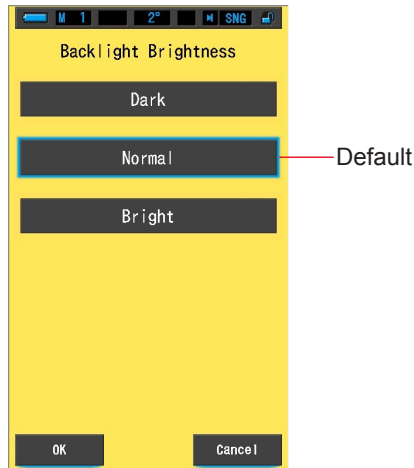 M 1 2° SNG
Backlight Brightness
Dark
Normal
Default
Bright
OK Cancel